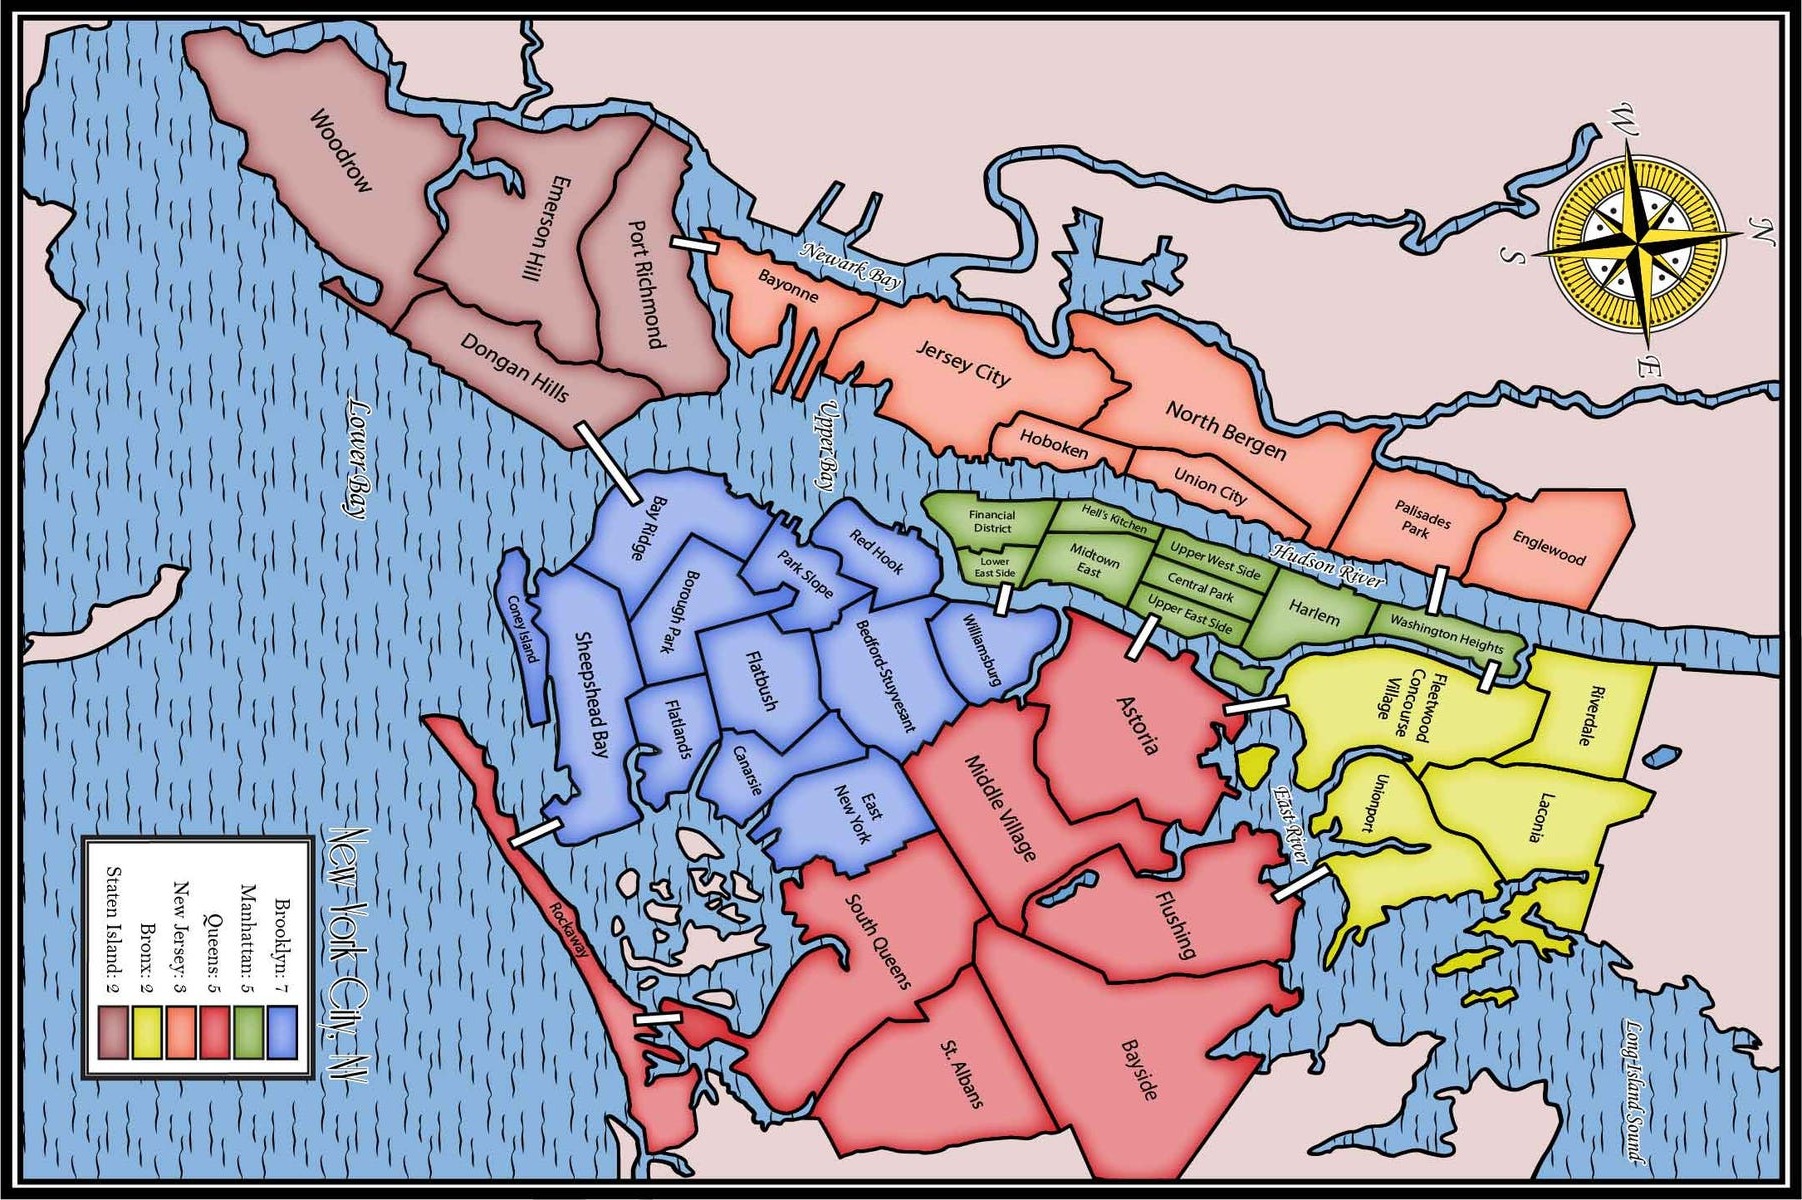 W
N
S
E
Woodrow
Emerson Hill
Port Richmond
Dongan Hills
Newark Bay
Bayonne
Jersey City
North Bergen
Hoboken
Union City
Palisades
Park
Englewood
Upper Bay
Lower Bay
Hudson River
Financial
District
Lower
East Side
Hell's Kitchen
Midtown
East
Upper West Side
Central Park
Upper East Side
Harlem
Washington Heights
Bay Ridge
Borough Park
Park Slope
Red Hook
Coney Island
Sheepshead Bay
Flatbush
Flatlands
Canarsie
Bedford-Stuyvesant
Williamsburg
East
New York
Astoria
Middle Village
Flushing
South Queens
St. Albans
Bayside
Rockaway
East River
Fleetwood
Concourse
Village
Riverdale
Unionport
Laconia
Long Island Sound
New York City, NY
Brooklyn: 7
Manhattan: 5
Queens: 5
New Jersey: 3
Bronx: 2
Staten Island: 2